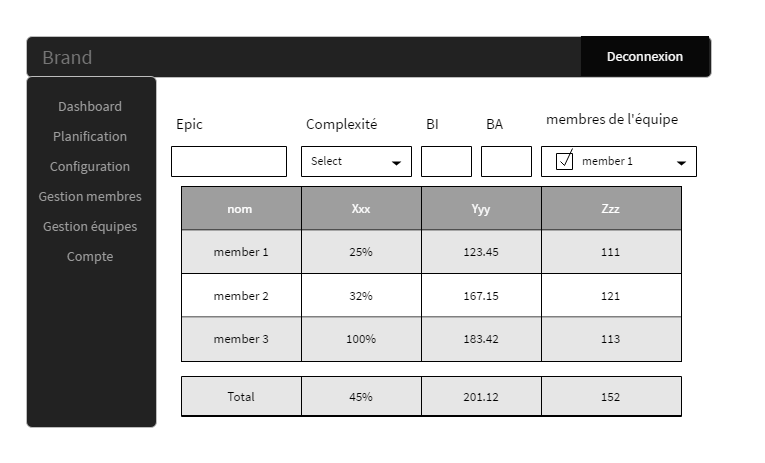 Brand
Deconnexion
Dashboard
Planification
Configuration
Gestion membres
Gestion équipes
Compte
Epic
Complexité
BI
BA
membres de l'équipe
Select
member 1
nom Xxx Yyy Zzz
member 1 25% 123.45 111
member 2 32% 167.15 121
member 3 100% 183.42 113
Total 45% 201.12 152